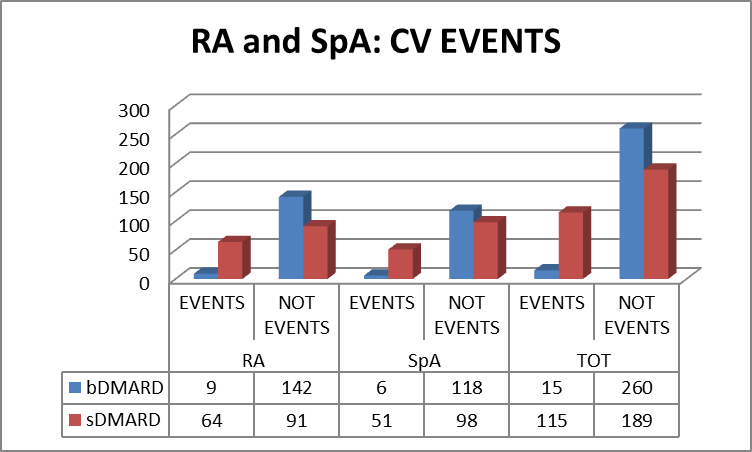 RA and SpA: CV EVENTS
300
250
200
150
100
50
0
EVENTS NOT EVENTS EVENTS NOT EVENTS EVENTS NOT EVENTS
RA SpA TOT
bDMARD 9 142 6 118 15 260
sDMARD 64 91 51 98 115 189